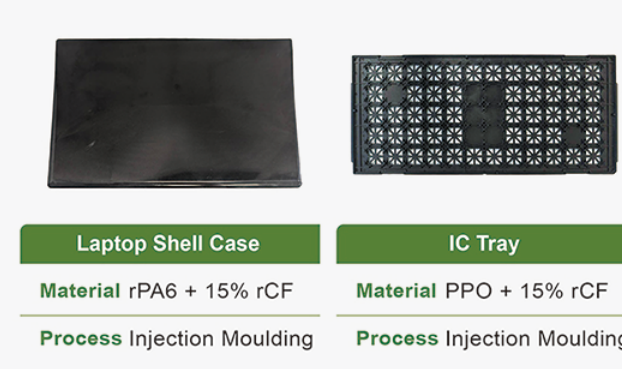 Laptop Shell Case
Material rPA6 + 15% rCF
Process Injection Moulding
IC Tray
Material PPO + 15% rCF
Process Injection Moulding